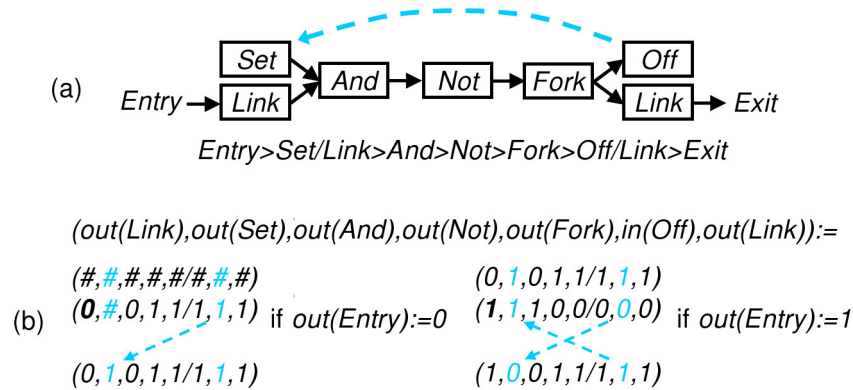 Set Off
(a) And Not Fork
Entry Link Link Exit
Entry>Set/Link>And>Not>Fork>Off/Link>Exit
(out(Link),out(Set),out(And),out(Not),out(Fork),in(Off),out(Link)):=
(#,#,#,#,#/#,#,#) (0,1,0,1,1/1,1,1)
(b) (0,#,0,1,1/1,1,1) if out(Entry):=0 (1,1,1,0,0/0,0,0) if out(Entry):=1
(0,1,0,1,1/1,1,1) (1,0,0,1,1/1,1,1)